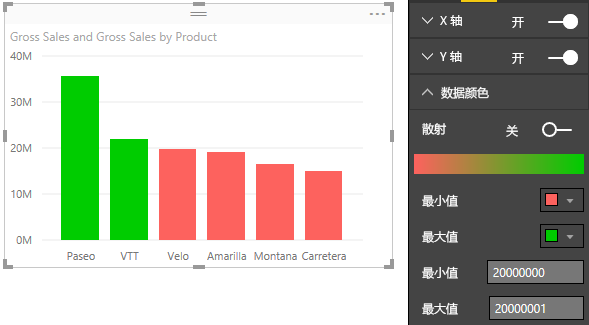 Gross Sales and Gross Sales by Product
40M
30M
20M
10M
0M
Paseo VTT Velo Amarilla Montana Carretera
X 轴 开
Y 轴 开
数据颜色
散射 关
最小值
最大值
最小值 20000000
最大值 20000001